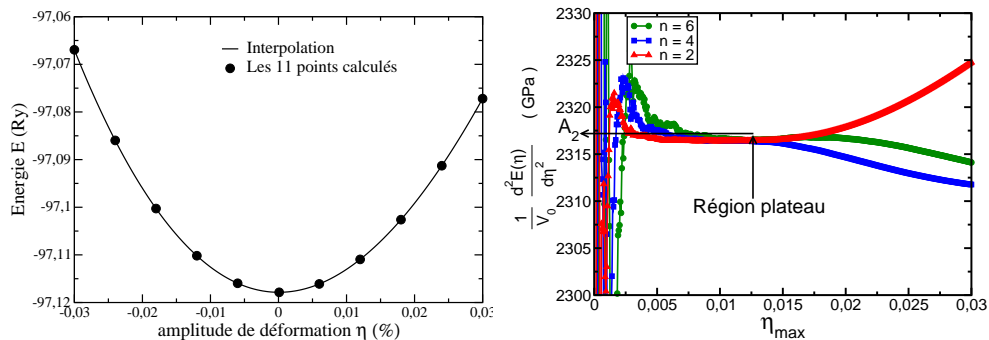 -97,06
-97,07
-97,08
-97,09
-97,1
-97,11
-97,12
Energie E (Ry)
Interpolation
Les 11 points calculés
-0,03
-0,02
-0,01
0
0,01
0,02
0,03
amplitude de déformation η (%)
2330
2325
2320
2315
2310
2305
2300
1/V₀ d²E(η)/dη² ( GPa )
A₂
n = 6
n = 4
n = 2
Région plateau
0
0,005
0,01
0,015
0,02
0,025
0,03
ηmax